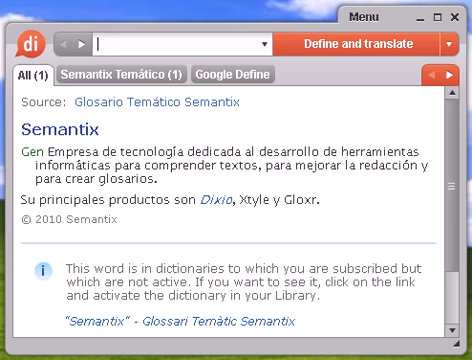 Menu
di
Define and translate
All (1)
Semantix Temático (1)
Google Define
Source: Glosario Temático Semantix
Semantix
Gen Empresa de tecnología dedicada al desarrollo de herramientas
informáticas para comprender textos, para mejorar la redacción y
para crear glosarios.
Su principales productos son Dixio, Xtyle y Gloxr.
© 2010 Semantix
i
This word is in dictionaries to which you are subscribed but
which are not active. If you want to see it, click on the link
and activate the dictionary in your Library.
"Semantix" - Glossari Temàtic Semantix